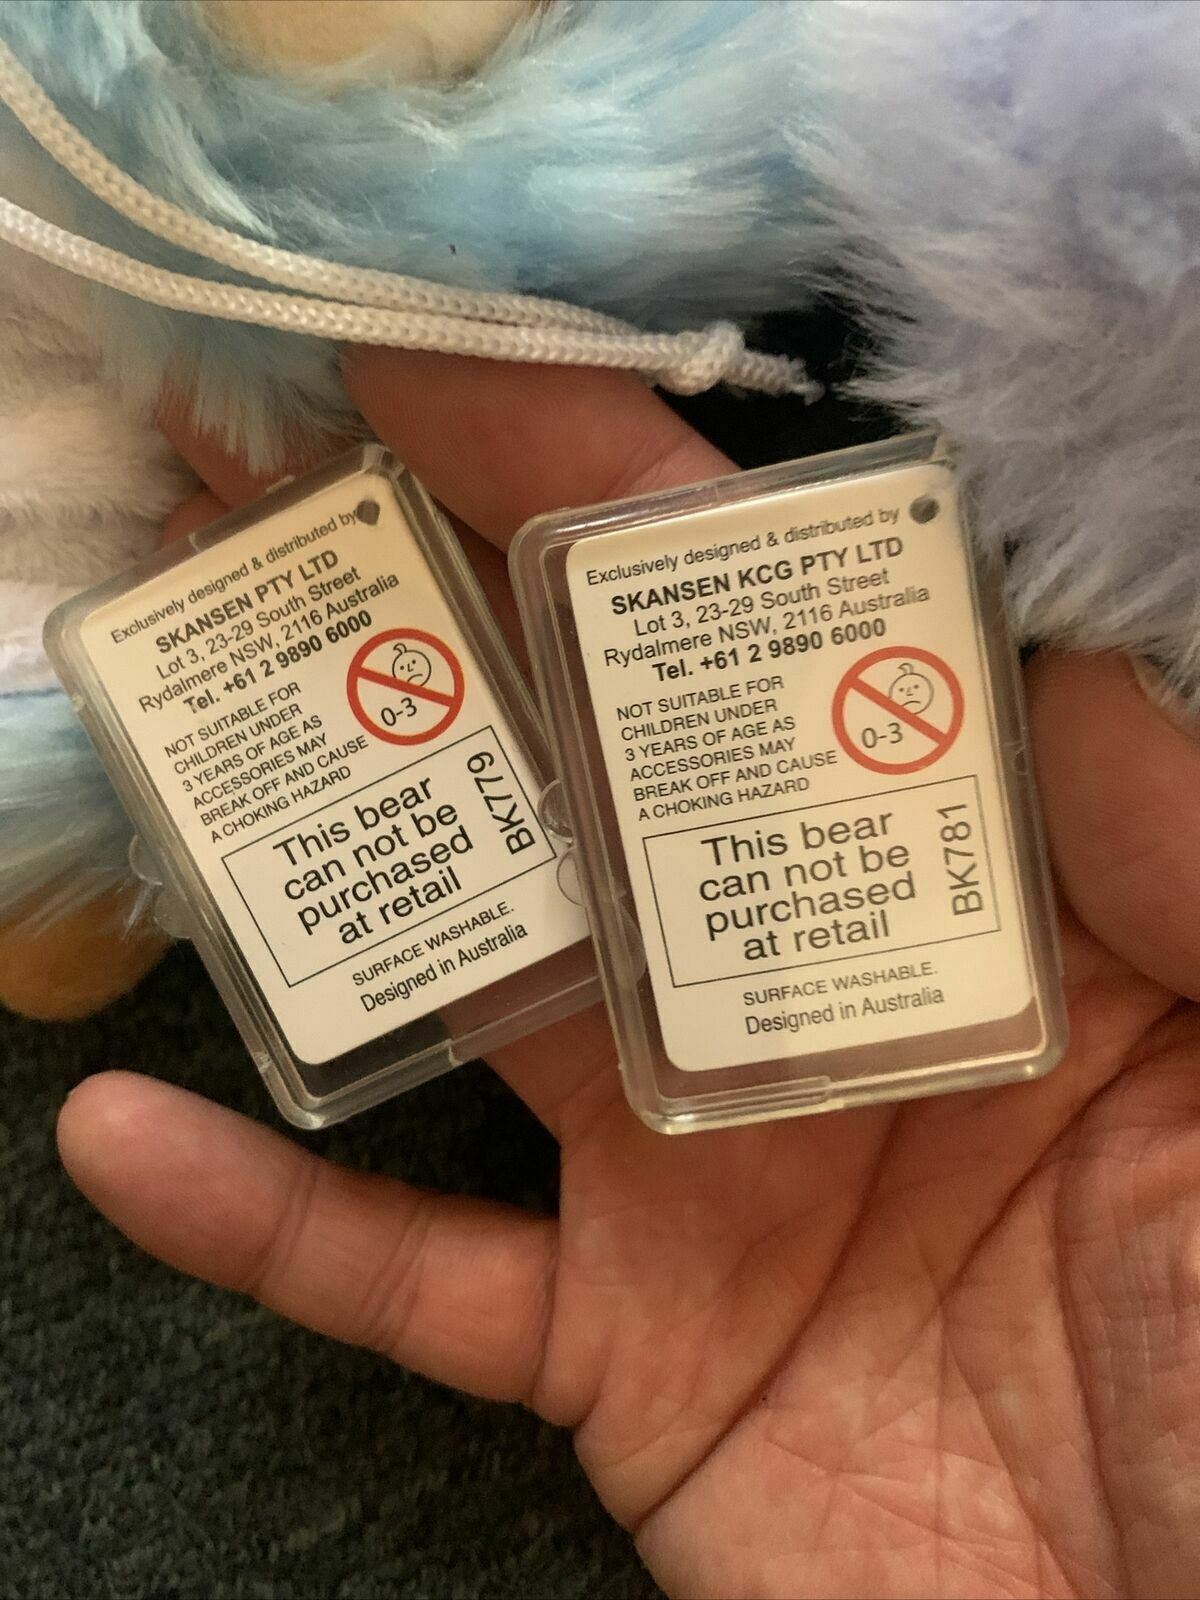 Exclusively designed & distributed by
SKANSEN PTY LTD
Lot 3, 23-29 South Street
Rydalmere NSW, 2116 Australia
Tel. +61 2 9890 6000
NOT SUITABLE FOR
CHILDREN UNDER
3 YEARS OF AGE AS
ACCESSORIES MAY
BREAK OFF AND CAUSE
A CHOKING HAZARD
0-3
This bear
can not be
purchased
at retail
BK779
SURFACE WASHABLE.
Designed in Australia
Exclusively designed & distributed by
SKANSEN KCG PTY LTD
Lot 3, 23-29 South Street
Rydalmere NSW, 2116 Australia
Tel. +61 2 9890 6000
NOT SUITABLE FOR
CHILDREN UNDER
3 YEARS OF AGE AS
ACCESSORIES MAY
BREAK OFF AND CAUSE
A CHOKING HAZARD
0-3
This bear
can not be
purchased
at retail
BK781
SURFACE WASHABLE.
Designed in Australia